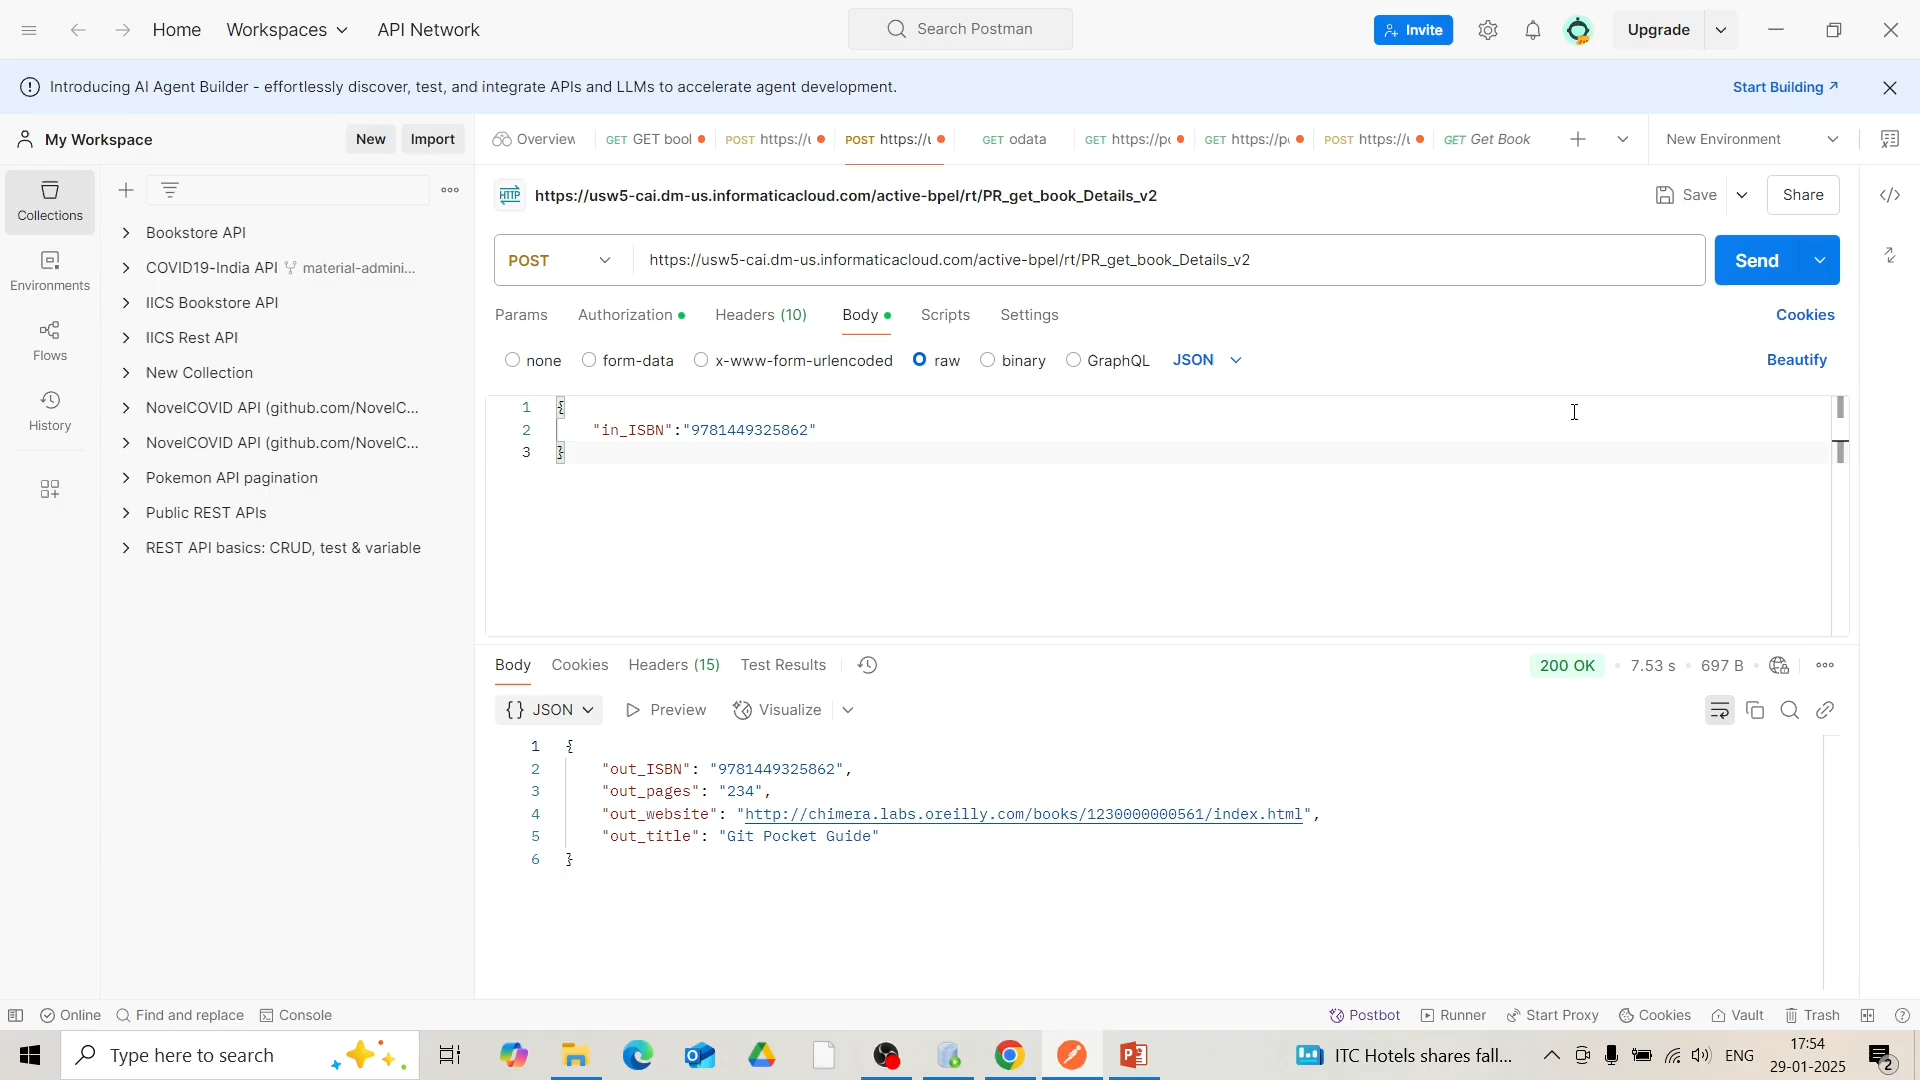 Home
Workspaces
API Network
Search Postman
Invite
Upgrade
Introducing AI Agent Builder - effortlessly discover, test, and integrate APIs and LLMs to accelerate agent development.
Start Building
My Workspace
New
Import
Overview
GET GET bool
POST https://u
POST https://u
GET odata
GET https://po
GET https://po
POST https://u
GET Get Book
New Environment
Collections
Environments
Flows
History
Bookstore API
COVID19-India API material-admini...
IICS Bookstore API
IICS Rest API
New Collection
NovelCOVID API (github.com/NovelC...
NovelCOVID API (github.com/NovelC...
Pokemon API pagination
Public REST APIs
REST API basics: CRUD, test & variable
HTTP https://usw5-cai.dm-us.informaticacloud.com/active-bpel/rt/PR_get_book_Details_v2
Save
Share
POST https://usw5-cai.dm-us.informaticacloud.com/active-bpel/rt/PR_get_book_Details_v2
Send
Params Authorization Headers (10) Body Scripts Settings
Cookies
none form-data x-www-form-urlencoded raw binary GraphQL JSON
Beautify
1 {
2 "in_ISBN":"9781449325862"
3 }
Body Cookies Headers (15) Test Results
200 OK • 7.53 s • 697 B
{} JSON Preview Visualize
1 {
2 "out_ISBN": "9781449325862",
3 "out_pages": "234",
4 "out_website": "http://chimera.labs.oreilly.com/books/1230000000561/index.html",
5 "out_title": "Git Pocket Guide"
6 }
Online Find and replace Console
Postbot Runner Start Proxy Cookies Vault Trash
Type here to search
ITC Hotels shares fall...
ENG
17:54
29-01-2025
2